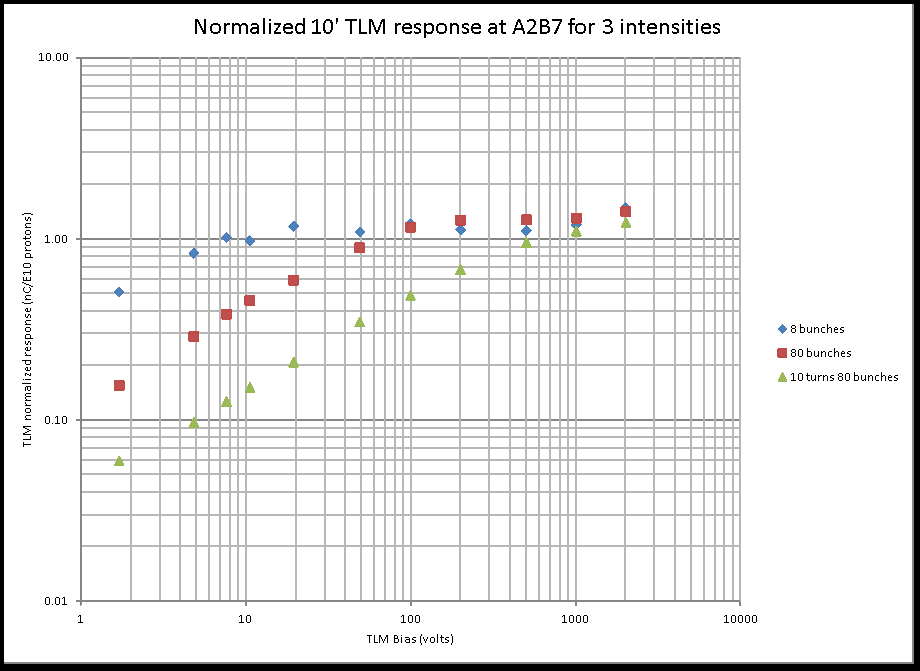 Normalized 10' TLM response at A2B7 for 3 intensities
10.00
1.00
0.10
0.01
TLM normalized response (nC/E10 protons)
1
10
100
1000
10000
TLM Bias (volts)
8 bunches
80 bunches
10 turns 80 bunches